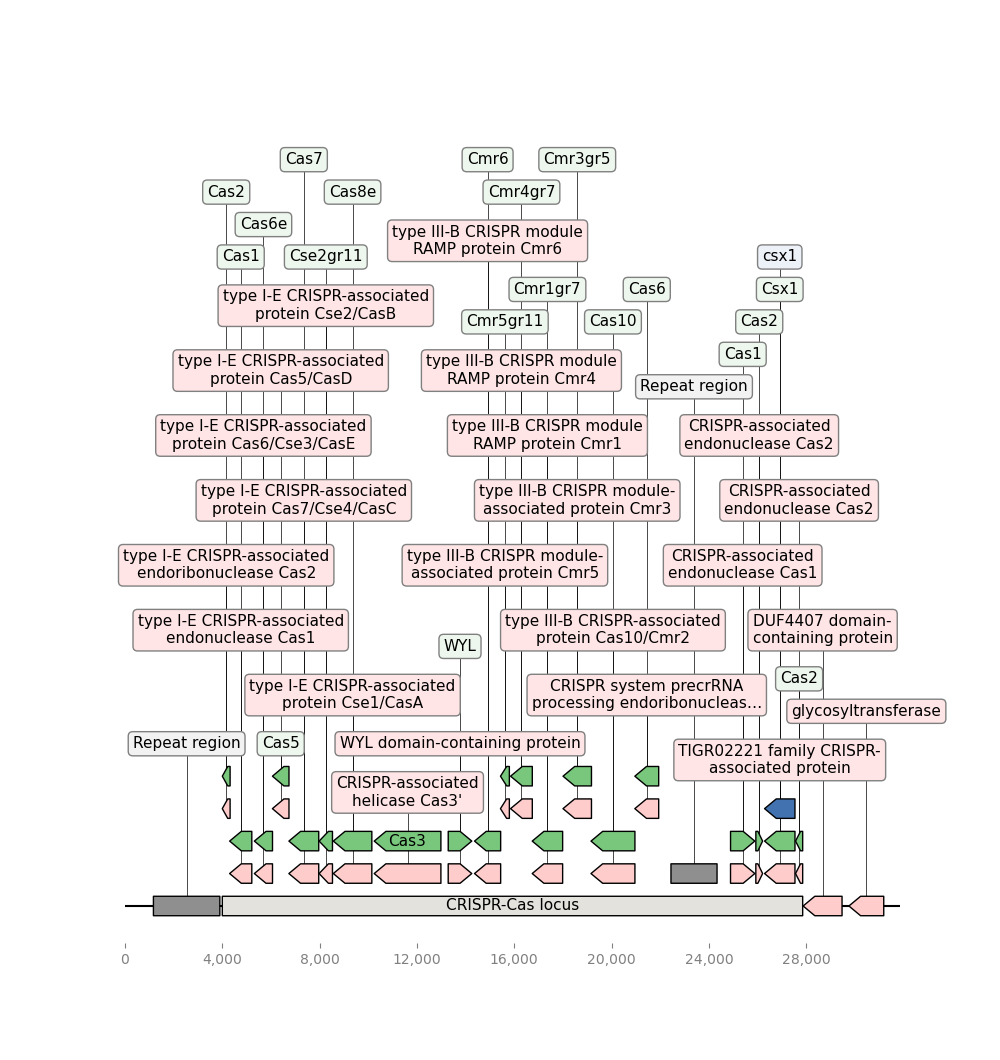 Cas7
Cmr6
Cmr3gr5
Cas2
Cas8e
Cmr4gr7
Cas6e
type III-B CRISPR module
RAMP protein Cmr6
Cas1
Cse2gr11
csx1
type I-E CRISPR-associated
protein Cse2/CasB
Cmr1gr7
Cas6
Csx1
Cmr5gr11
Cas10
Cas2
Cas1
type I-E CRISPR-associated
protein Cas5/CasD
type III-B CRISPR module
RAMP protein Cmr4
Repeat region
type I-E CRISPR-associated
protein Cas6/Cse3/CasE
type III-B CRISPR module
RAMP protein Cmr1
CRISPR-associated
endonuclease Cas2
type I-E CRISPR-associated
protein Cas7/Cse4/CasC
type III-B CRISPR module-
associated protein Cmr3
CRISPR-associated
endonuclease Cas2
type I-E CRISPR-associated
endoribonuclease Cas2
type III-B CRISPR module-
associated protein Cmr5
CRISPR-associated
endonuclease Cas1
type I-E CRISPR-associated
endonuclease Cas1
WYL
type III-B CRISPR-associated
protein Cas10/Cmr2
DUF4407 domain-
containing protein
type I-E CRISPR-associated
protein Cse1/CasA
CRISPR system precrRNA
processing endoribonucleas…
Cas2
glycosyltransferase
Repeat region
Cas5
WYL domain-containing protein
TIGR02221 family CRISPR-
associated protein
CRISPR-associated
helicase Cas3'
Cas3
CRISPR-Cas locus
0
4,000
8,000
12,000
16,000
20,000
24,000
28,000